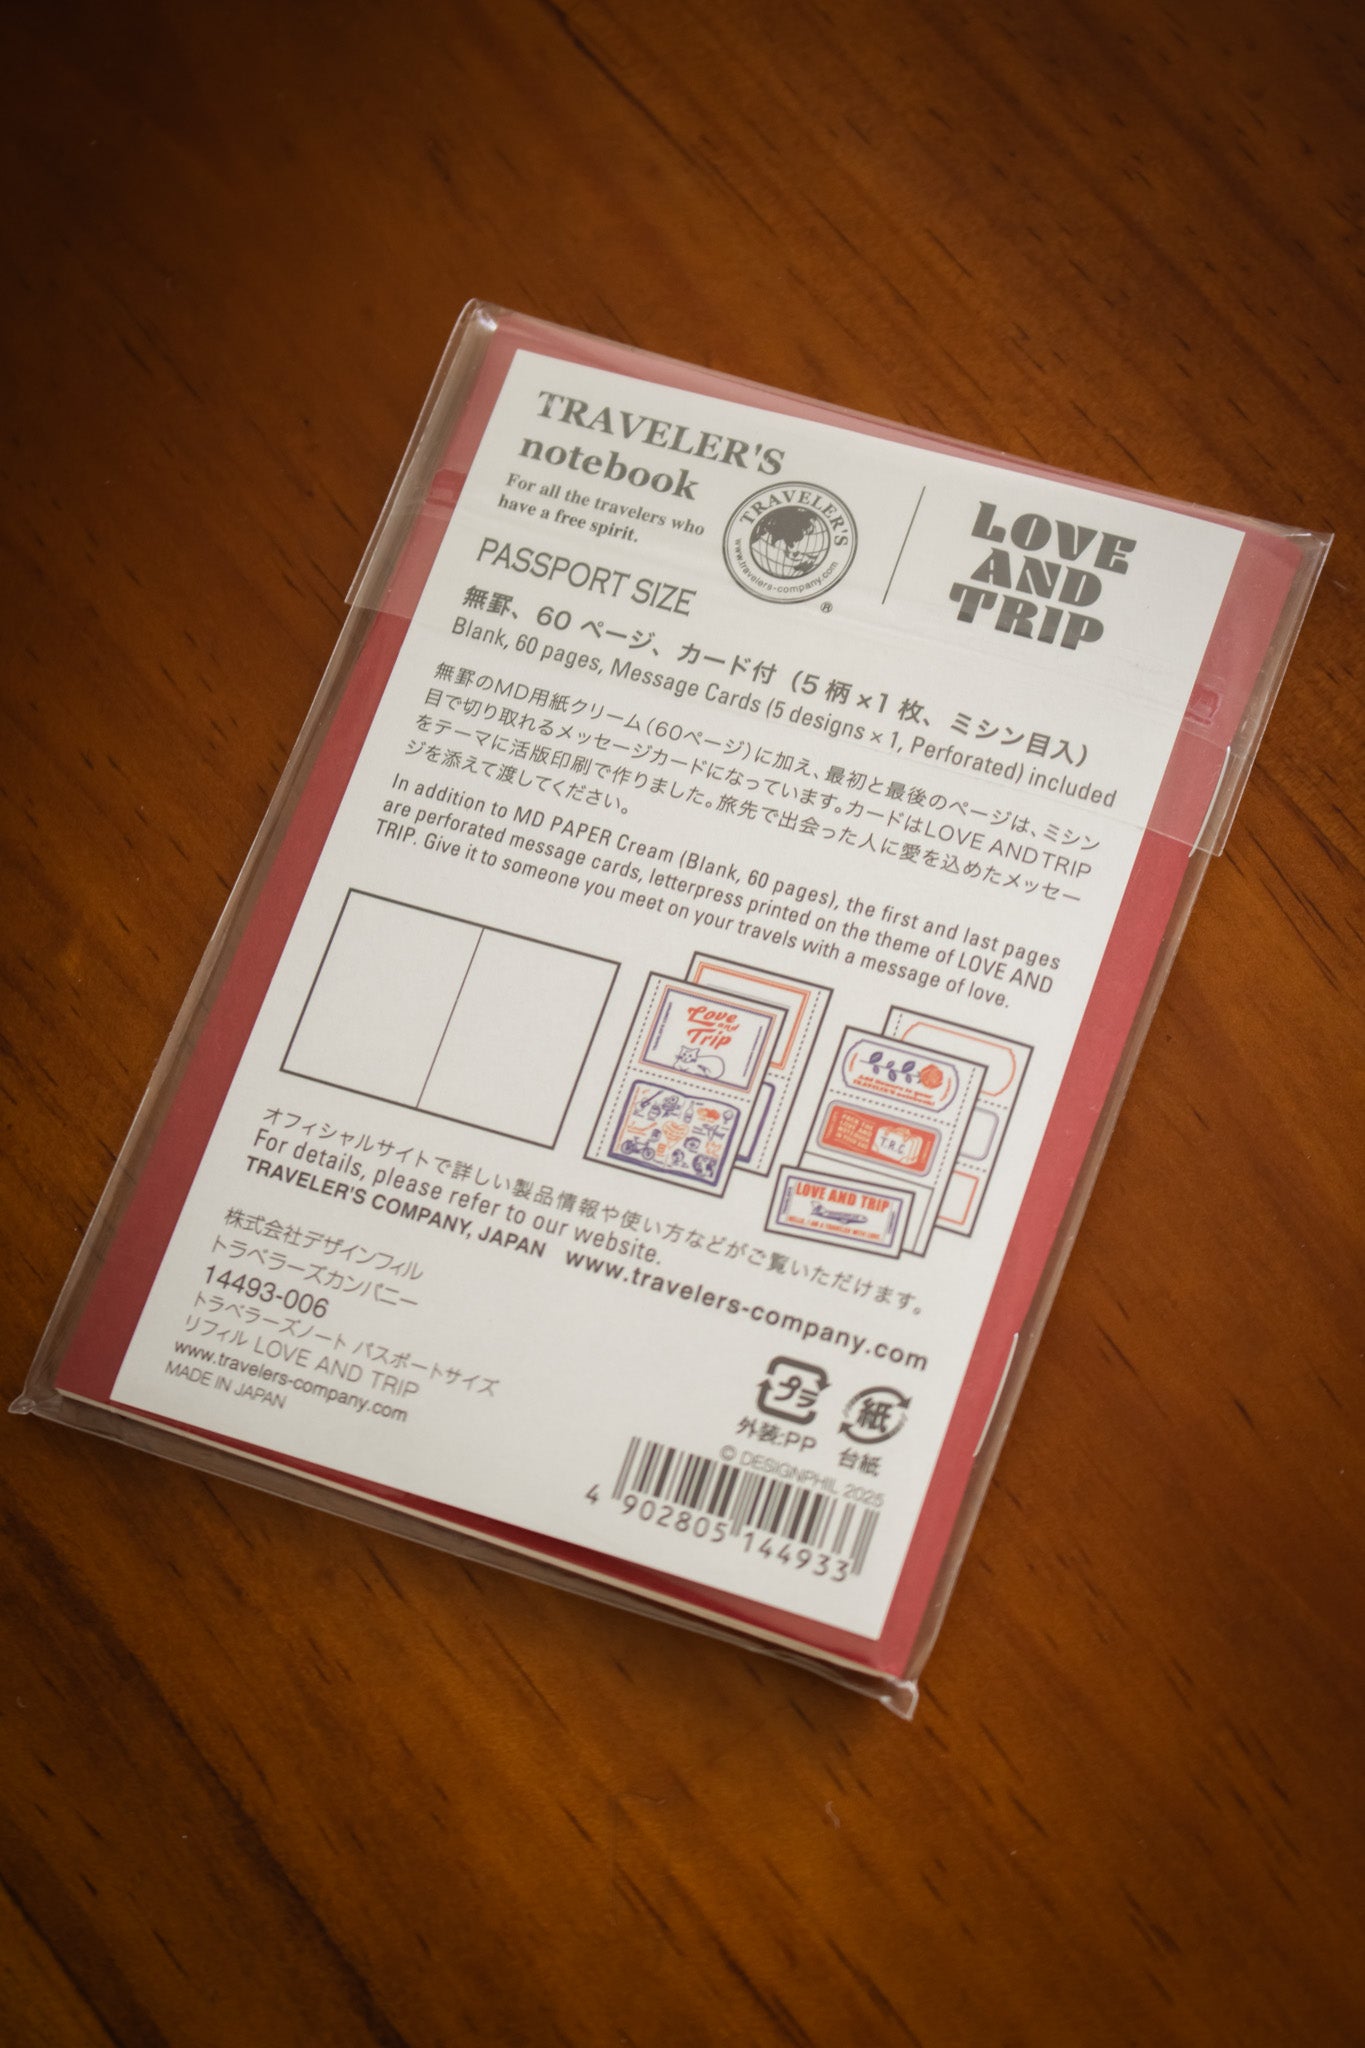 TRAVELER'S
notebook
For all the travelers who
have a free spirit.
TRAVELER'S
www.travelers-company.com
®
LOVE
AND
TRIP
PASSPORT SIZE
無罫、60 ページ、カード付（5 柄 ×1 枚、ミシン目入）
Blank, 60 pages, Message Cards (5 designs × 1, Perforated) included
無罫のMD用紙クリーム（60ページ）に加え、最初と最後のページは、ミシン
目で切り取れるメッセージカードになっています。カードはLOVE AND TRIP
をテーマに活版印刷で作りました。旅先で出会った人に愛を込めたメッセー
ジを添えて渡してください。
In addition to MD PAPER Cream (Blank, 60 pages), the first and last pages
are perforated message cards, letterpress printed on the theme of LOVE AND
TRIP. Give it to someone you meet on your travels with a message of love.
Love
and
Trip
T.R.C.
LOVE AND TRIP
HELLO, I AM A TRAVELER WITH LOVE
オフィシャルサイトで詳しい製品情報や使い方などがご覧いただけます。
For details, please refer to our website.
TRAVELER'S COMPANY, JAPAN www.travelers-company.com
株式会社デザインフィル
トラベラーズカンパニー
14493-006
トラベラーズノート パスポートサイズ
リフィル LOVE AND TRIP
www.travelers-company.com
MADE IN JAPAN
プラ
外装:PP
紙
台紙
© DESIGNPHIL 2025
4 902805 144933